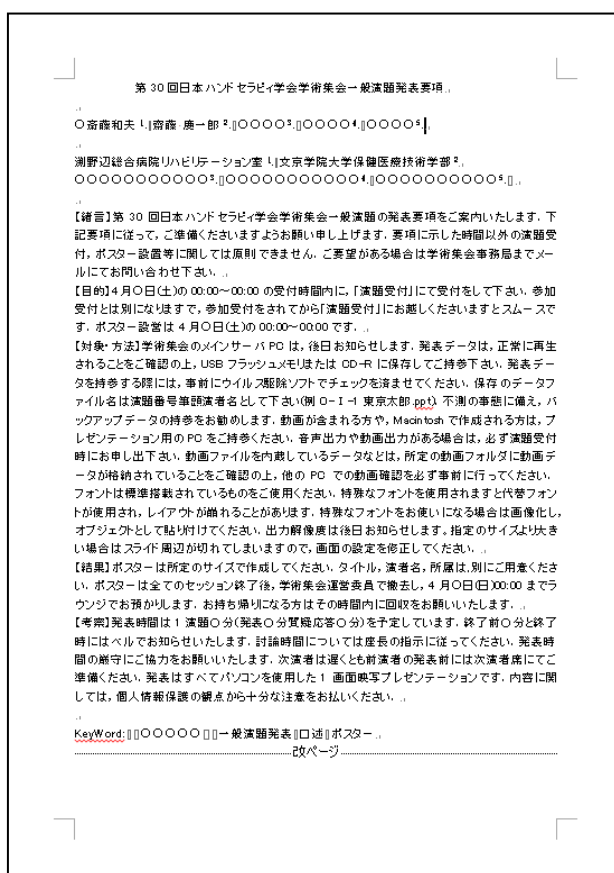 第 30 回日本ハンドセラピィ学会学術集会一般演題発表要項
〇斎藤和夫 1, 齋藤 慶一郎 2, 〇〇〇〇3, 〇〇〇〇4, 〇〇〇〇5,
渕野辺総合病院リハビリテーション室 1, 文京学院大学保健医療技術学部 2,
〇〇〇〇〇〇〇〇〇〇〇3, 〇〇〇〇〇〇〇〇〇〇〇4, 〇〇〇〇〇〇〇〇〇〇5,
【緒言】第 30 回日本ハンドセラピィ学会学術集会一般演題の発表要項をご案内いたします. 下
記要項に従って, ご準備くださいますようお願い申し上げます. 要項に示した時間以外の演題受
付, ポスター設置等に関しては原則できません. ご要望がある場合は学術集会事務局までメー
ルにてお問い合わせ下さい.
【目的】4 月〇日(土)の 00:00～00:00 の受付時間内に, 「演題受付」にて受付をして下さい. 参加
受付とは別になりますで, 参加受付をされてから「演題受付」にお越しくださいますとスムースで
す. ポスター設営は 4 月〇日(土)の 00:00～00:00 です.
【対象・方法】学術集会のメインサーバ PC は, 後日お知らせします. 発表データは, 正常に再生
されることをご確認の上, USB フラッシュメモリまたは CD-R に保存してご持参下さい. 発表デー
タを持参する際には, 事前にウイルス駆除ソフトでチェックを済ませてください. 保存のデータフ
ァイル名は演題番号筆頭演者名として下さい(例 O-Ⅰ-1 東京太郎.ppt). 不測の事態に備え, バ
ックアップデータの持参をお勧めします. 動画が含まれる方や, Macintosh で作成される方は, プ
レゼンテーション用の PC をご持参ください. 音声出力や動画出力がある場合は, 必ず演題受付
時にお申し出下さい. 動画ファイルを内蔵しているデータなどは, 所定の動画フォルダに動画デ
ータが格納されていることをご確認の上, 他の PC での動画確認を必ず事前に行ってください.
フォントは標準搭載されているものをご使用ください. 特殊なフォントを使用されますと代替フォン
トが使用され, レイアウトが崩れることがあります. 特殊なフォントをお使いになる場合は画像化し,
オブジェクトとして貼り付けてください. 出力解像度は後日お知らせします。指定のサイズより大き
い場合はスライド周辺が切れてしまいますので, 画面の設定を修正してください.
【結果】ポスターは所定のサイズで作成してください. タイトル, 演者名, 所属は, 別にご用意くださ
い. ポスターは全てのセッション終了後, 学術集会運営委員で撤去し, 4 月〇日(日)00:00 までラ
ウンジでお預かりします. お持ち帰りになる方はその時間内に回収をお願いいたします.
【考察】発表時間は 1 演題〇分(発表〇分質疑応答〇分)を予定しています. 終了前〇分と終了
時にはベルでお知らせいたします. 討論時間については座長の指示に従ってください. 発表時
間の厳守にご協力をお願いいたします. 次演者は遅くとも前演者の発表前には次演者席にてご
準備ください. 発表はすべてパソコンを使用した 1 画面映写プレゼンテーションです. 内容に関
しては, 個人情報保護の観点から十分な注意をお払いください.
KeyWord: 〇〇〇〇〇 一般演題発表 口述 ポスター
改ページ